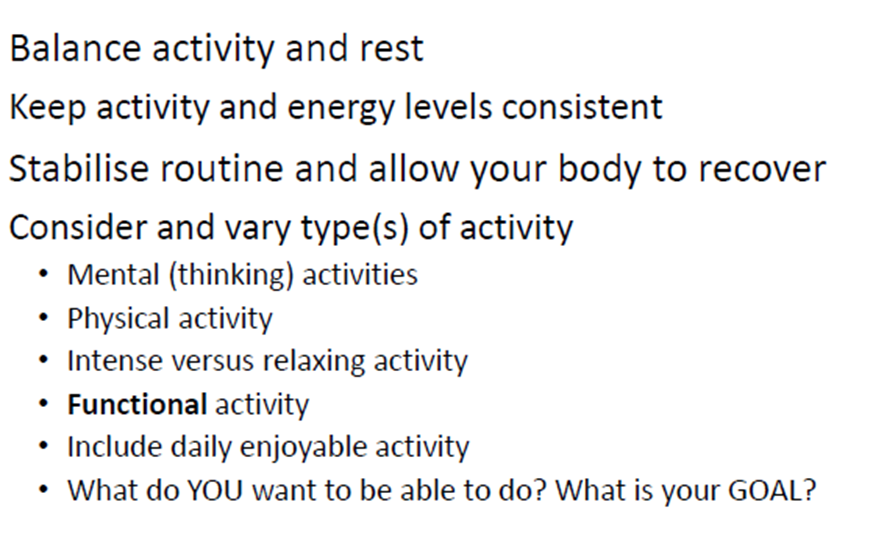 Balance activity and rest
Keep activity and energy levels consistent
Stabilise routine and allow your body to recover
Consider and vary type(s) of activity
• Mental (thinking) activities
• Physical activity
• Intense versus relaxing activity
• Functional activity
• Include daily enjoyable activity
• What do YOU want to be able to do? What is your GOAL?